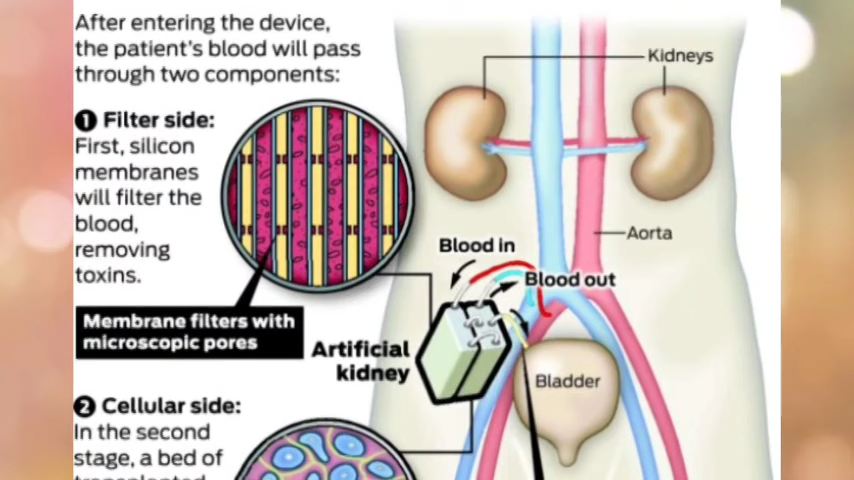 After entering the device,
the patient's blood will pass
through two components:
1 Filter side:
First, silicon
membranes
will filter the
blood,
removing
toxins.
Membrane filters with
microscopic pores
Kidneys
Aorta
Blood in
Blood out
Artificial
kidney
Bladder
2 Cellular side:
In the second
stage, a bed of